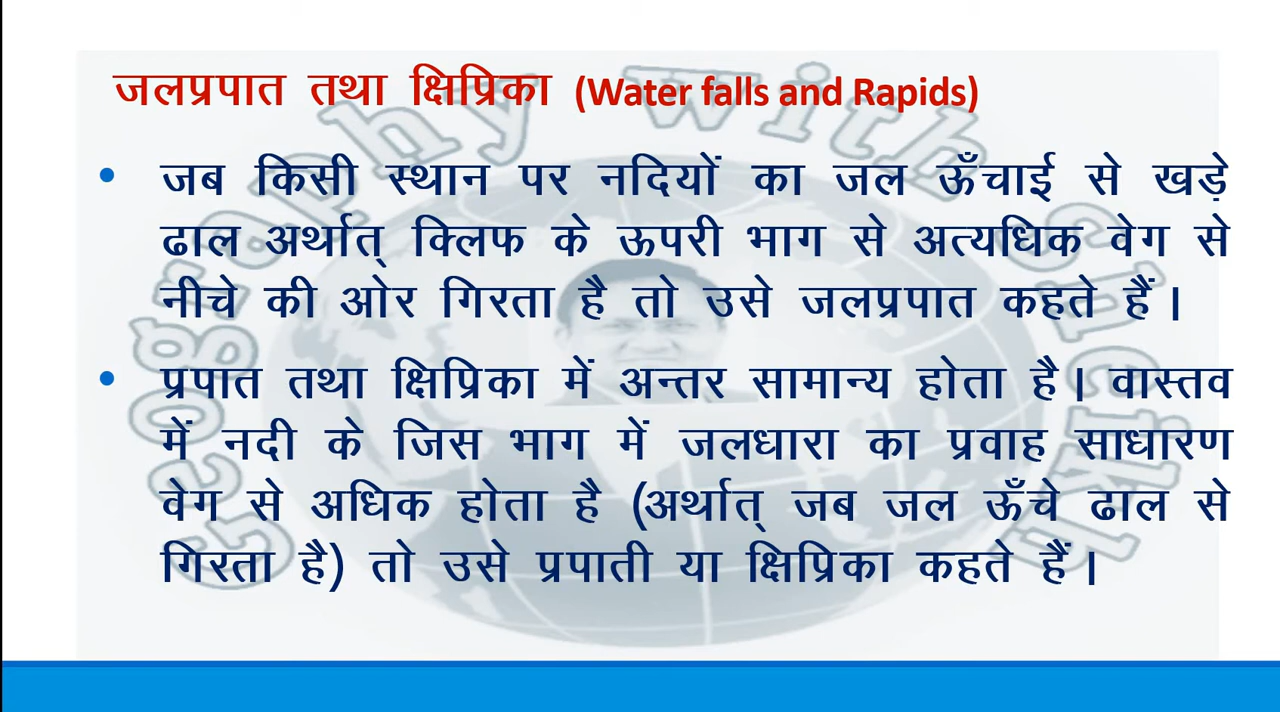 जलप्रपात तथा क्षिप्रिका (Water falls and Rapids)
• जब किसी स्थान पर नदियों का जल ऊँचाई से खड़े
ढाल अर्थात् क्लिफ के ऊपरी भाग से अत्यधिक वेग से
नीचे की ओर गिरता है तो उसे जलप्रपात कहते हैं।
• प्रपात तथा क्षिप्रिका में अन्तर सामान्य होता है। वास्तव
में नदी के जिस भाग में जलधारा का प्रवाह साधारण
वेग से अधिक होता है (अर्थात् जब जल ऊँचे ढाल से
गिरता है) तो उसे प्रपाती या क्षिप्रिका कहते हैं।
Geography with